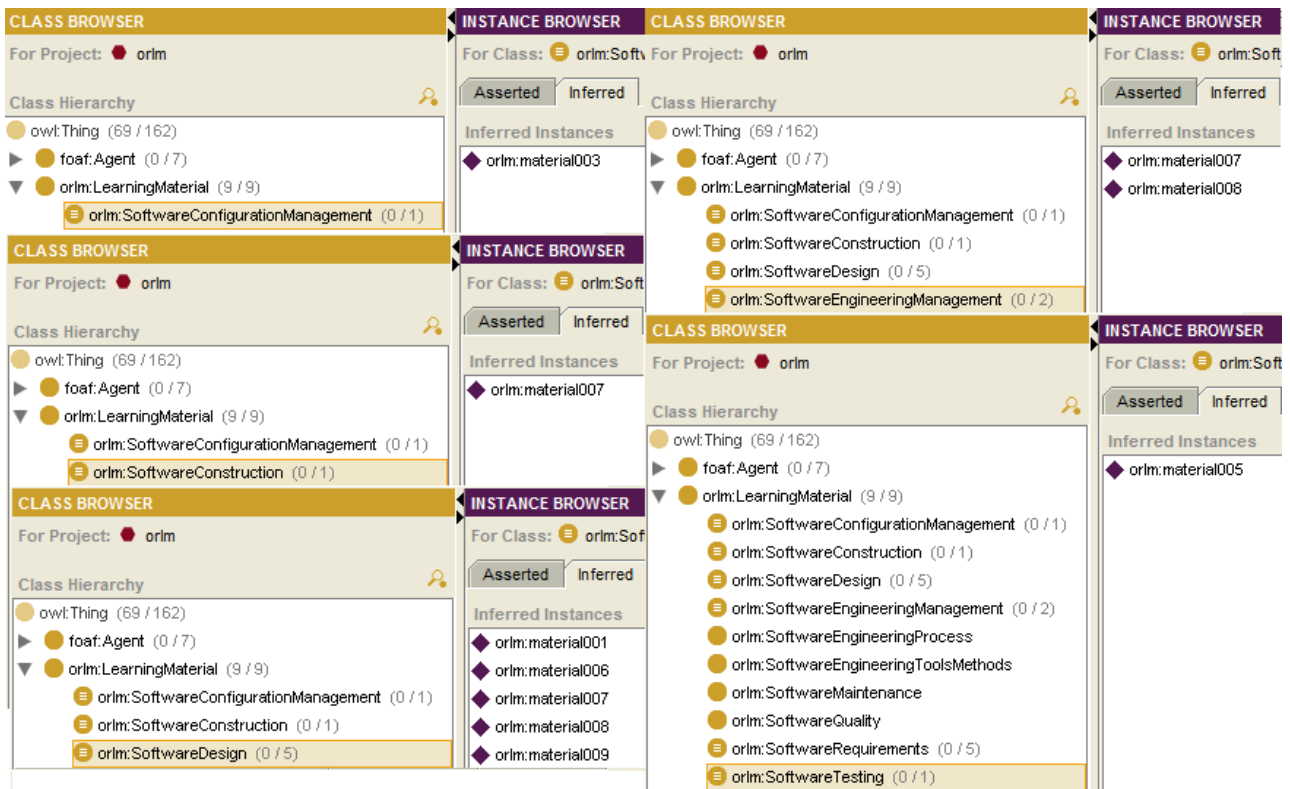 CLASS BROWSER
For Project: orlm
Class Hierarchy
owl:Thing (69 / 162)
foaf:Agent (0 / 7)
orlm:LearningMaterial (9 / 9)
orlm:SoftwareConfigurationManagement (0 / 1)
INSTANCE BROWSER
For Class: orlm:Softw
Asserted Inferred
Inferred Instances
orlm:material003
CLASS BROWSER
For Project: orlm
Class Hierarchy
owl:Thing (69 / 162)
foaf:Agent (0 / 7)
orlm:LearningMaterial (9 / 9)
orlm:SoftwareConfigurationManagement (0 / 1)
orlm:SoftwareConstruction (0 / 1)
INSTANCE BROWSER
For Class: orlm:Soft
Asserted Inferred
Inferred Instances
orlm:material007
CLASS BROWSER
For Project: orlm
Class Hierarchy
owl:Thing (69 / 162)
foaf:Agent (0 / 7)
orlm:LearningMaterial (9 / 9)
orlm:SoftwareConfigurationManagement (0 / 1)
orlm:SoftwareConstruction (0 / 1)
orlm:SoftwareDesign (0 / 5)
INSTANCE BROWSER
For Class: orlm:Sof
Asserted Inferred
Inferred Instances
orlm:material001
orlm:material006
orlm:material007
orlm:material008
orlm:material009
CLASS BROWSER
For Project: orlm
Class Hierarchy
owl:Thing (69 / 162)
foaf:Agent (0 / 7)
orlm:LearningMaterial (9 / 9)
orlm:SoftwareConfigurationManagement (0 / 1)
orlm:SoftwareConstruction (0 / 1)
orlm:SoftwareDesign (0 / 5)
orlm:SoftwareEngineeringManagement (0 / 2)
INSTANCE BROWSER
For Class: orlm:Soft
Asserted Inferred
Inferred Instances
orlm:material007
orlm:material008
CLASS BROWSER
For Project: orlm
Class Hierarchy
owl:Thing (69 / 162)
foaf:Agent (0 / 7)
orlm:LearningMaterial (9 / 9)
orlm:SoftwareConfigurationManagement (0 / 1)
orlm:SoftwareConstruction (0 / 1)
orlm:SoftwareDesign (0 / 5)
orlm:SoftwareEngineeringManagement (0 / 2)
orlm:SoftwareEngineeringProcess
orlm:SoftwareEngineeringToolsMethods
orlm:SoftwareMaintenance
orlm:SoftwareQuality
orlm:SoftwareRequirements (0 / 5)
orlm:SoftwareTesting (0 / 1)
INSTANCE BROWSER
For Class: orlm:Soft
Asserted Inferred
Inferred Instances
orlm:material005